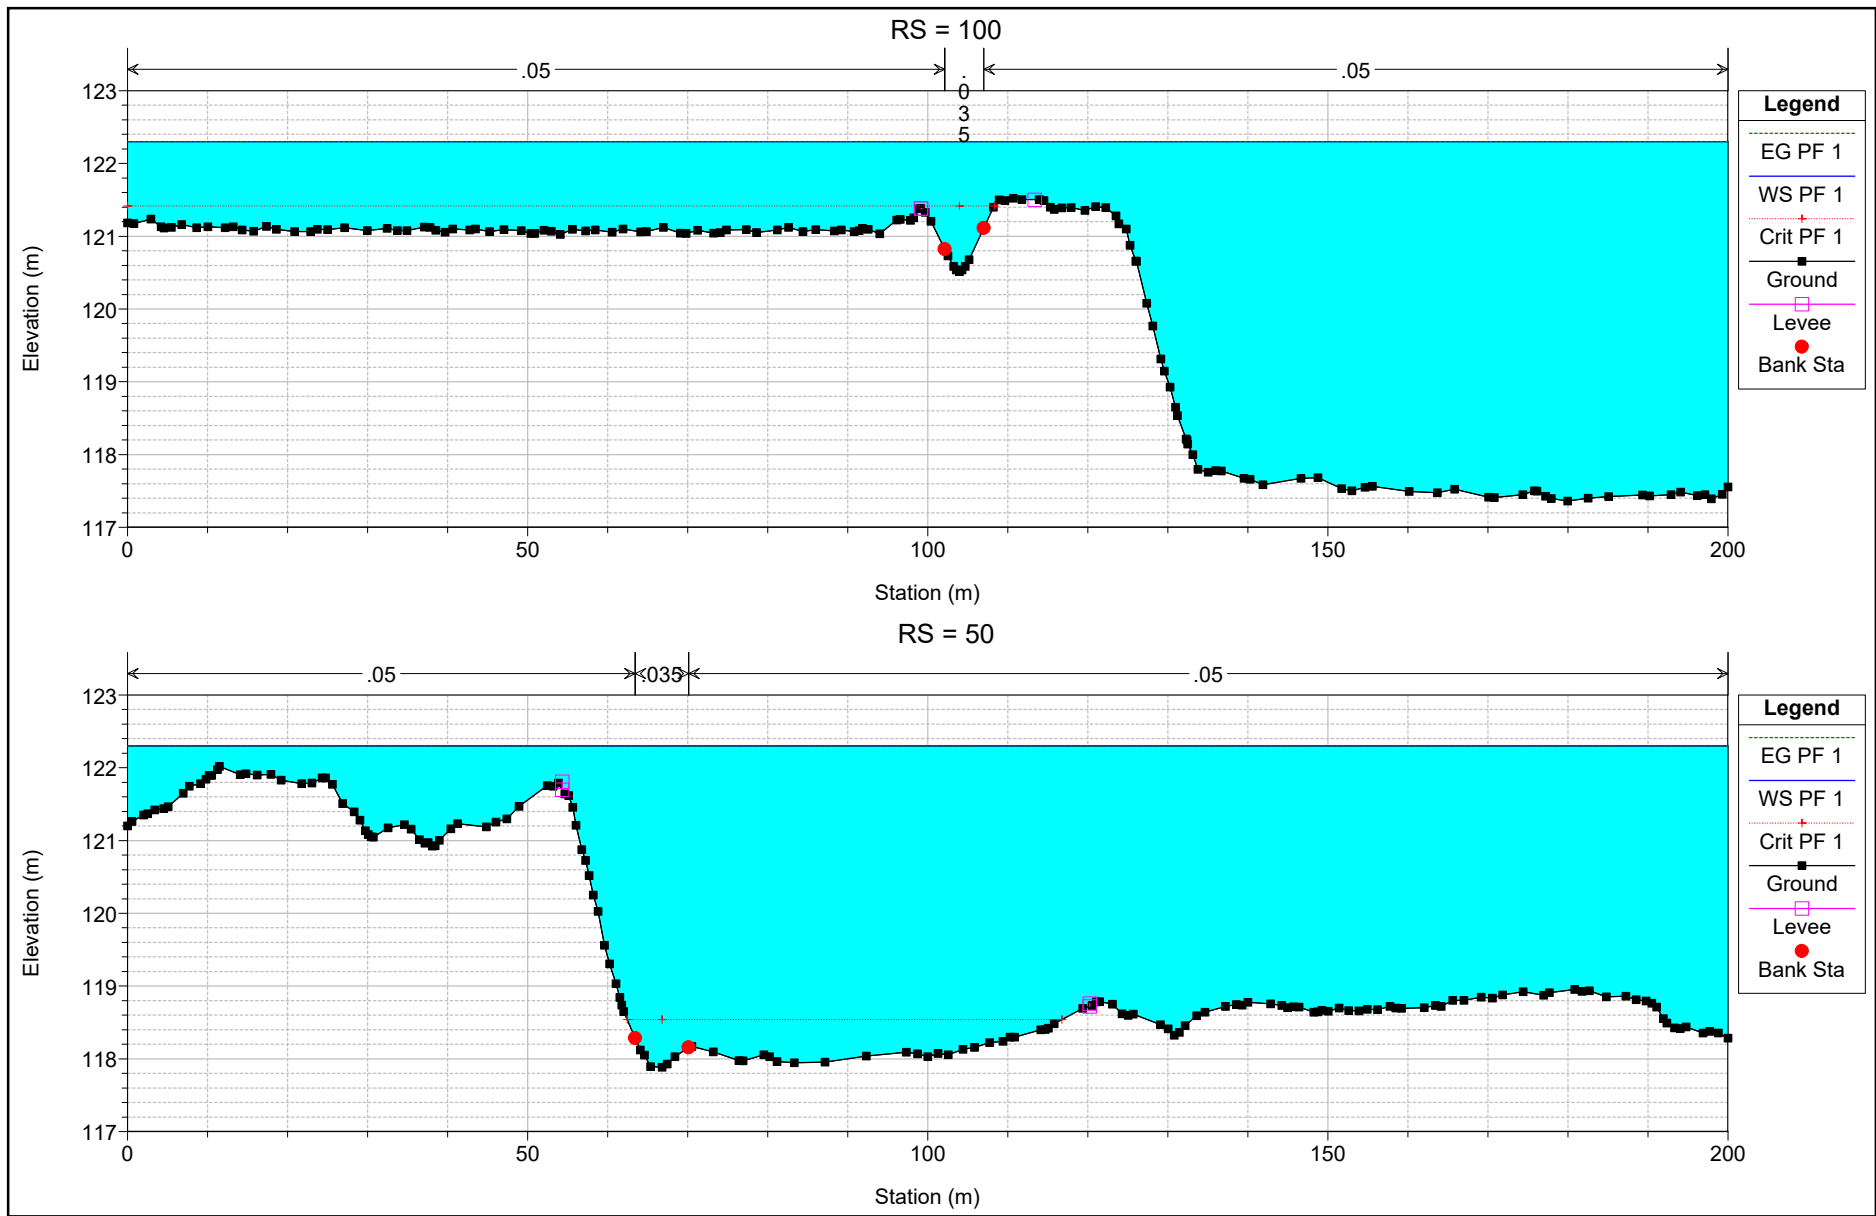 RS = 100
.05
.035
.05
123
122
121
120
119
118
117
Elevation (m)
0
50
100
150
200
Station (m)
Legend
EG PF 1
WS PF 1
Crit PF 1
Ground
Levee
Bank Sta
RS = 50
.05
.035
.05
123
122
121
120
119
118
117
Elevation (m)
0
50
100
150
200
Station (m)
Legend
EG PF 1
WS PF 1
Crit PF 1
Ground
Levee
Bank Sta